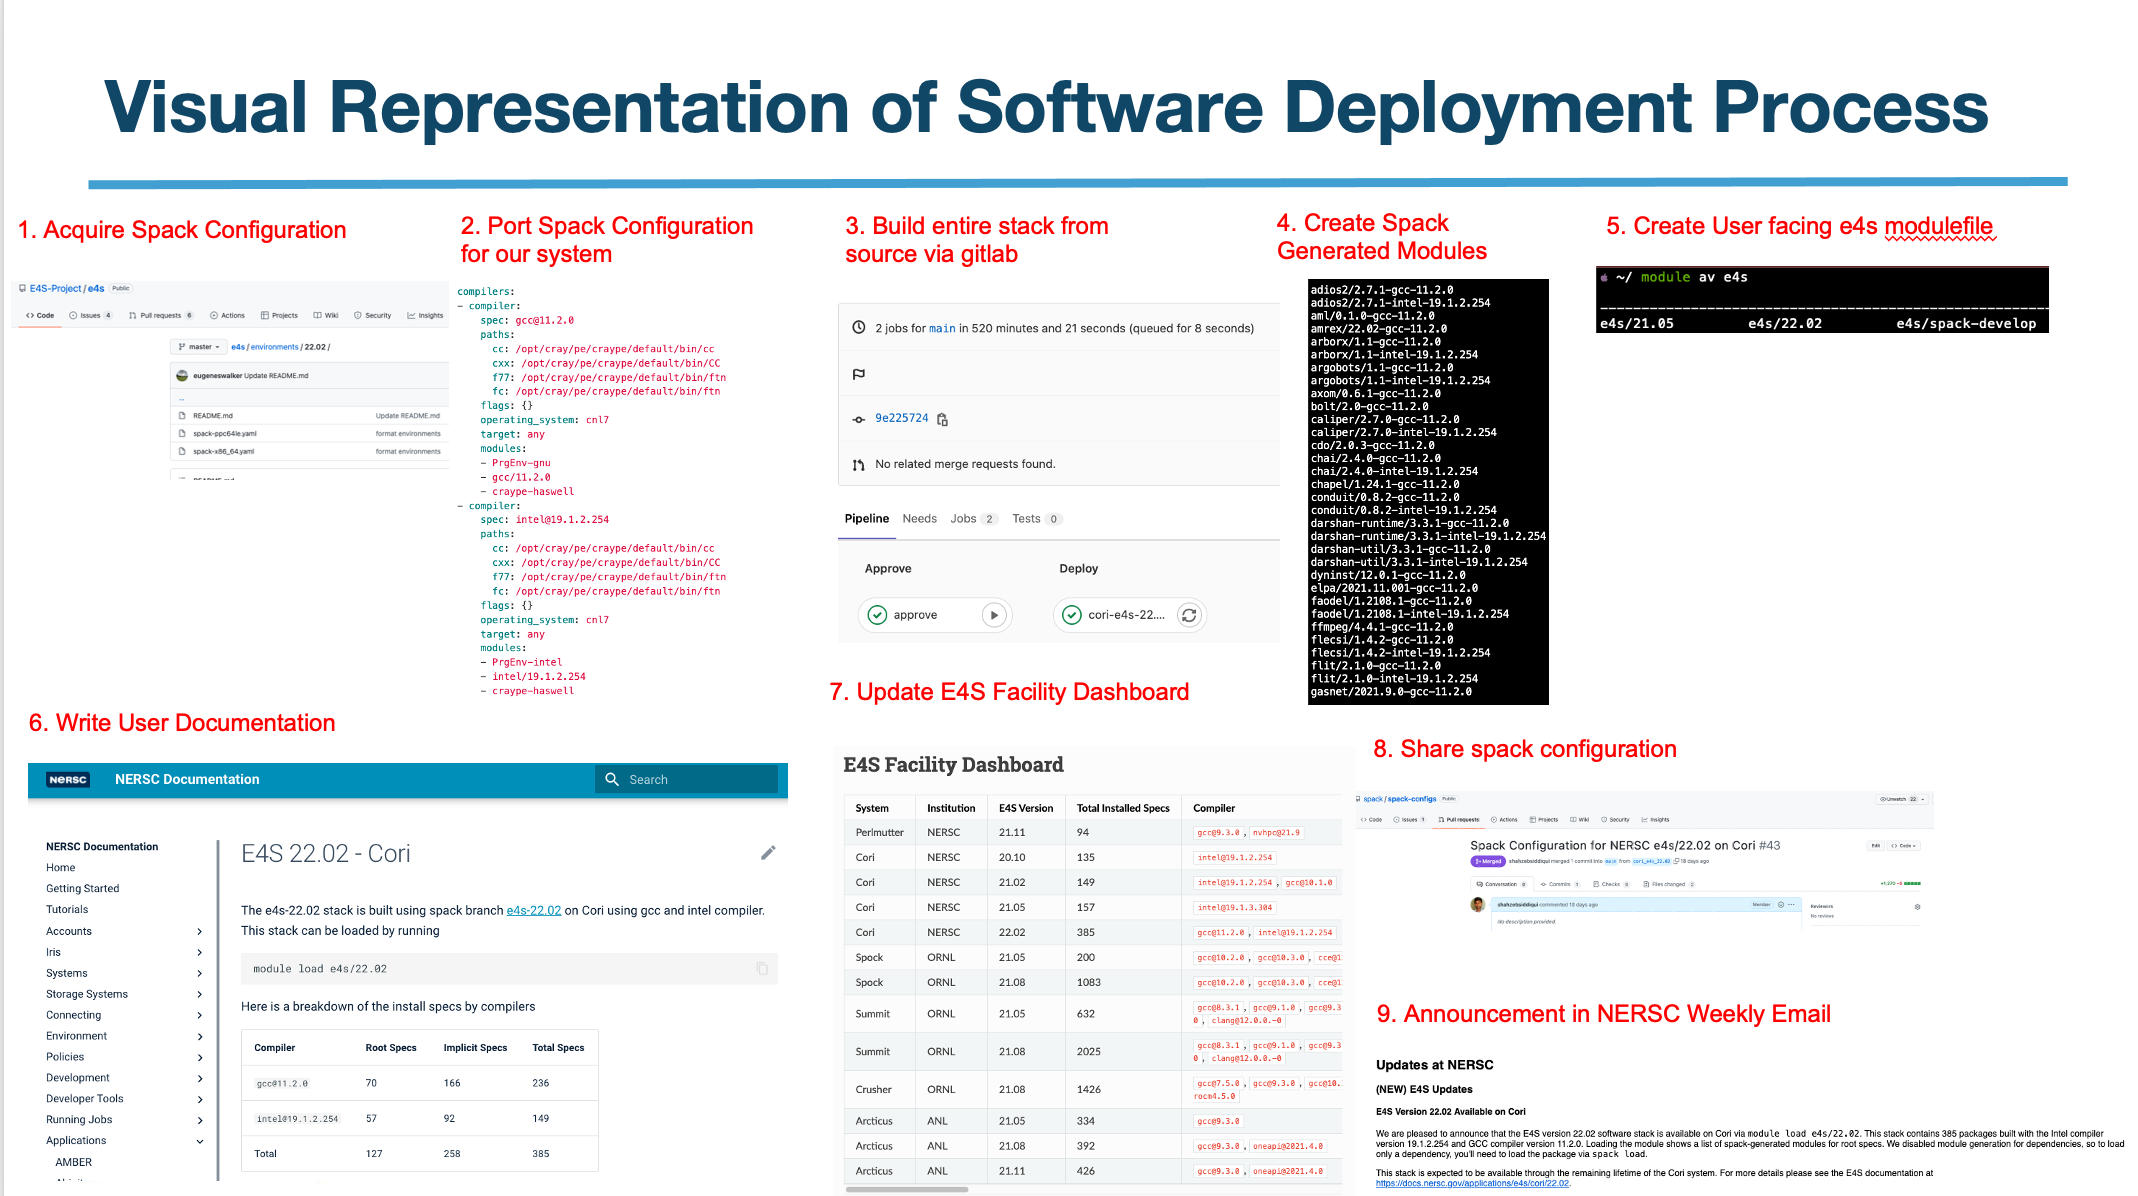 Visual Representation of Software Deployment Process
1. Acquire Spack Configuration
E4S-Project / e4s Public
Code Issues 4 Pull requests 6 Actions Projects Wiki Security Insights
master e4s / environments / 22.02 /
eugeneswalker Update README.md
..
README.md Update README.md
spack-ppc64le.yaml format environments
spack-x86_64.yaml format environments
README.md
2. Port Spack Configuration
for our system
compilers:
- compiler:
spec: gcc@11.2.0
paths:
cc: /opt/cray/pe/craype/default/bin/cc
cxx: /opt/cray/pe/craype/default/bin/CC
f77: /opt/cray/pe/craype/default/bin/ftn
fc: /opt/cray/pe/craype/default/bin/ftn
flags: {}
operating_system: cnl7
target: any
modules:
- PrgEnv-gnu
- gcc/11.2.0
- craype-haswell
- compiler:
spec: intel@19.1.2.254
paths:
cc: /opt/cray/pe/craype/default/bin/cc
cxx: /opt/cray/pe/craype/default/bin/CC
f77: /opt/cray/pe/craype/default/bin/ftn
fc: /opt/cray/pe/craype/default/bin/ftn
flags: {}
operating_system: cnl7
target: any
modules:
- PrgEnv-intel
- intel/19.1.2.254
- craype-haswell
3. Build entire stack from
source via gitlab
2 jobs for main in 520 minutes and 21 seconds (queued for 8 seconds)
9e225724
No related merge requests found.
Pipeline Needs Jobs 2 Tests 0
Approve Deploy
approve cori-e4s-22....
4. Create Spack
Generated Modules
adios2/2.7.1-gcc-11.2.0
adios2/2.7.1-intel-19.1.2.254
aml/0.1.0-gcc-11.2.0
amrex/22.02-gcc-11.2.0
arborx/1.1-gcc-11.2.0
arborx/1.1-intel-19.1.2.254
argobots/1.1-gcc-11.2.0
argobots/1.1-intel-19.1.2.254
axom/0.6.1-gcc-11.2.0
bolt/2.0-gcc-11.2.0
caliper/2.7.0-gcc-11.2.0
caliper/2.7.0-intel-19.1.2.254
cdo/2.0.3-gcc-11.2.0
chai/2.4.0-gcc-11.2.0
chai/2.4.0-intel-19.1.2.254
chapel/1.24.1-gcc-11.2.0
conduit/0.8.2-gcc-11.2.0
conduit/0.8.2-intel-19.1.2.254
darshan-runtime/3.3.1-gcc-11.2.0
darshan-runtime/3.3.1-intel-19.1.2.254
darshan-util/3.3.1-gcc-11.2.0
darshan-util/3.3.1-intel-19.1.2.254
dyninst/12.0.1-gcc-11.2.0
elpa/2021.11.001-gcc-11.2.0
faodel/1.2108.1-gcc-11.2.0
faodel/1.2108.1-intel-19.1.2.254
ffmpeg/4.4.1-gcc-11.2.0
flecsi/1.4.2-gcc-11.2.0
flecsi/1.4.2-intel-19.1.2.254
flit/2.1.0-gcc-11.2.0
flit/2.1.0-intel-19.1.2.254
gasnet/2021.9.0-gcc-11.2.0
5. Create User facing e4s modulefile
~/ module av e4s
e4s/21.05 e4s/22.02 e4s/spack-develop
6. Write User Documentation
NERSC NERSC Documentation Search
NERSC Documentation
Home
Getting Started
Tutorials
Accounts
Iris
Systems
Storage Systems
Connecting
Environment
Policies
Development
Developer Tools
Running Jobs
Applications
AMBER
E4S 22.02 - Cori
The e4s-22.02 stack is built using spack branch e4s-22.02 on Cori using gcc and intel compiler.
This stack can be loaded by running
module load e4s/22.02
Here is a breakdown of the install specs by compilers
Compiler Root Specs Implicit Specs Total Specs
gcc@11.2.0 70 166 236
intel@19.1.2.254 57 92 149
Total 127 258 385
7. Update E4S Facility Dashboard
E4S Facility Dashboard
System Institution E4S Version Total Installed Specs Compiler
Perlmutter NERSC 21.11 94 gcc@9.3.0 , nvhpc@21.9
Cori NERSC 20.10 135 intel@19.1.2.254
Cori NERSC 21.02 149 intel@19.1.2.254 , gcc@10.1.0
Cori NERSC 21.05 157 intel@19.1.3.304
Cori NERSC 22.02 385 gcc@11.2.0 , intel@19.1.2.254
Spock ORNL 21.05 200 gcc@10.2.0 , gcc@10.3.0 , cce@1
Spock ORNL 21.08 1083 gcc@10.2.0 , gcc@10.3.0 , cce@1
Summit ORNL 21.05 632 gcc@8.3.1 , gcc@9.1.0 , gcc@9.3
0 , clang@12.0.0.-0
Summit ORNL 21.08 2025 gcc@8.3.1 , gcc@9.1.0 , gcc@9.3
0 , clang@12.0.0.-0
Crusher ORNL 21.08 1426 gcc@7.5.0 , gcc@9.3.0 , gcc@10.
rocm4.5.0
Arcticus ANL 21.05 334 gcc@9.3.0
Arcticus ANL 21.08 392 gcc@9.3.0 , oneapi@2021.4.0
Arcticus ANL 21.11 426 gcc@9.3.0 , oneapi@2021.4.0
8. Share spack configuration
spack / spack-configs Public Unwatch 22
Code Issues 1 Pull requests Actions Projects Wiki Security Insights
Spack Configuration for NERSC e4s/22.02 on Cori #43 Edit Code
Merged shahzebsiddiqui merged 1 commit into main from cori_e4s_22.02 18 days ago
Conversation 0 Commits 1 Checks 0 Files changed 2 +1,270 -0
shahzebsiddiqui commented 18 days ago Member
No description provided.
Reviewers
No reviews
9. Announcement in NERSC Weekly Email
Updates at NERSC
(NEW) E4S Updates
E4S Version 22.02 Available on Cori
We are pleased to announce that the E4S version 22.02 software stack is available on Cori via module load e4s/22.02. This stack contains 385 packages built with the Intel compiler
version 19.1.2.254 and GCC compiler version 11.2.0. Loading the module shows a list of spack-generated modules for root specs. We disabled module generation for dependencies, so to load
only a dependency, you'll need to load the package via spack load.
This stack is expected to be available through the remaining lifetime of the Cori system. For more details please see the E4S documentation at
https://docs.nersc.gov/applications/e4s/cori/22.02.